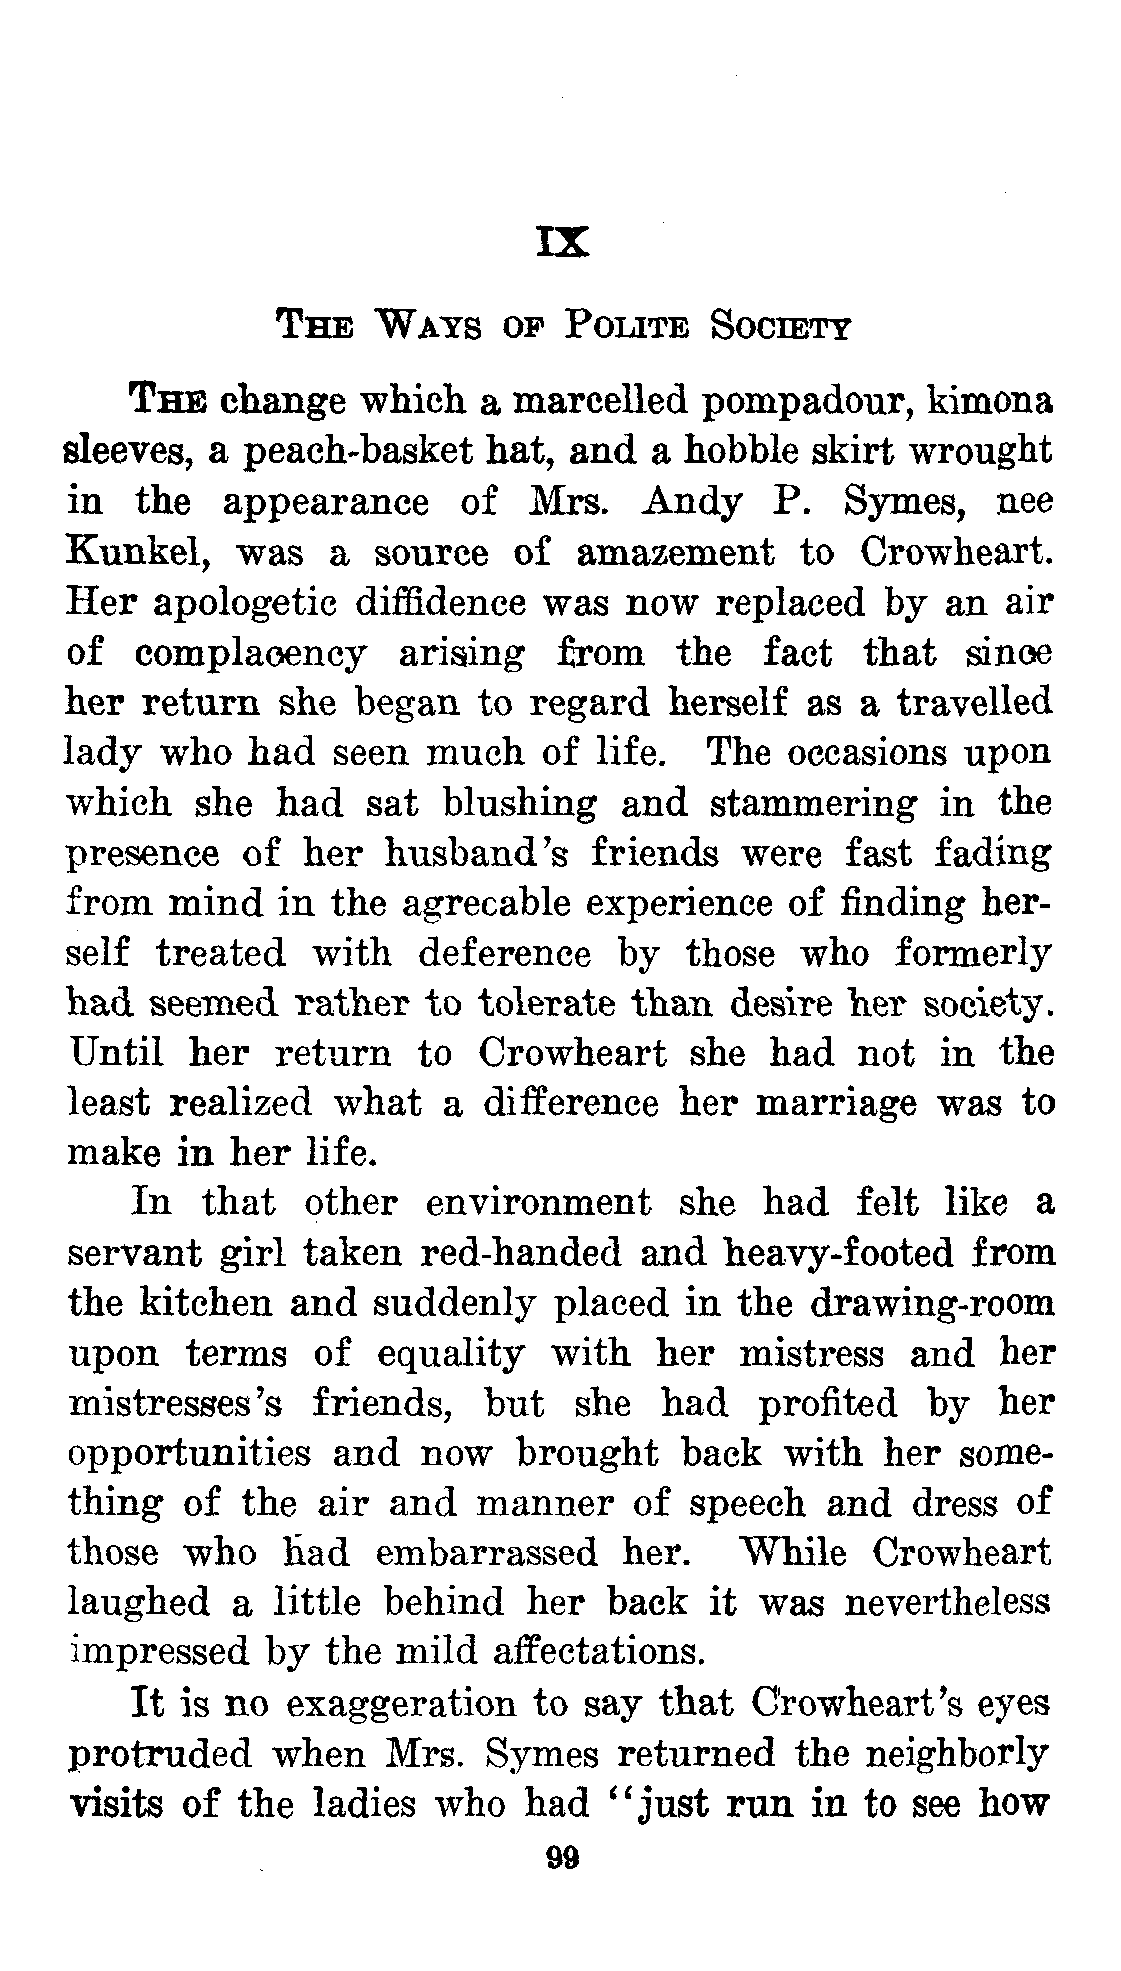 IX
THE WAYS OF POLITE SOCIETY
THE change which a marcelled pompadour, kimona
sleeves, a peach-basket hat, and a hobble skirt wrought
in the appearance of Mrs. Andy P. Symes, nee
Kunkel, was a source of amazement to Crowheart.
Her apologetic diffidence was now replaced by an air
of complacency arising from the fact that since
her return she began to regard herself as a travelled
lady who had seen much of life. The occasions upon
which she had sat blushing and stammering in the
presence of her husband's friends were fast fading
from mind in the agreeable experience of finding her-
self treated with deference by those who formerly
had seemed rather to tolerate than desire her society.
Until her return to Crowheart she had not in the
least realized what a difference her marriage was to
make in her life.
In that other environment she had felt like a
servant girl taken red-handed and heavy-footed from
the kitchen and suddenly placed in the drawing-room
upon terms of equality with her mistress and her
mistresses's friends, but she had profited by her
opportunities and now brought back with her some-
thing of the air and manner of speech and dress of
those who had embarrassed her. While Crowheart
laughed a little behind her back it was nevertheless
impressed by the mild affectations.
It is no exaggeration to say that Crowheart's eyes
protruded when Mrs. Symes returned the neighborly
visits of the ladies who had "just run in to see how
99